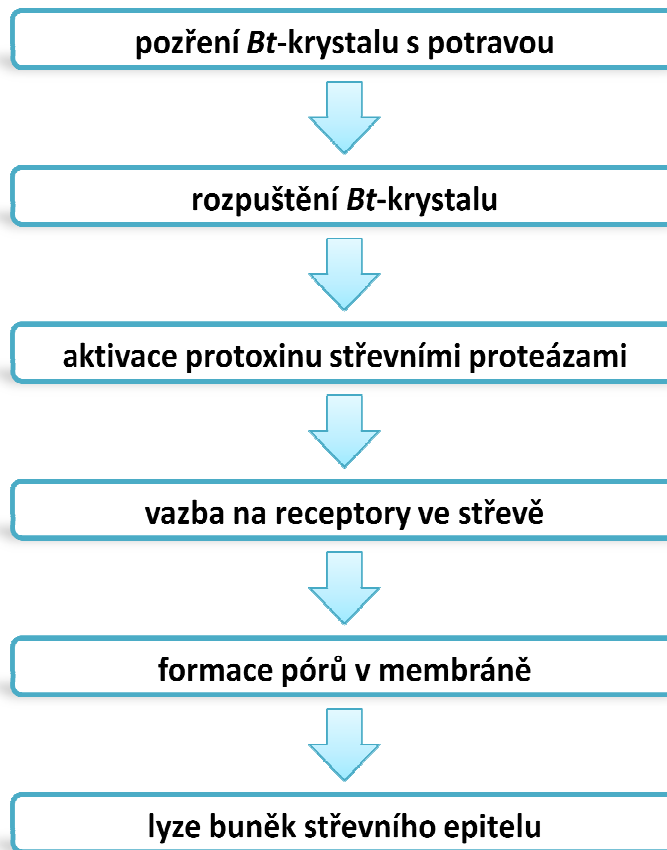 pozření Bt-krystalu s potravou
rozpuštění Bt-krystalu
aktivace protoxinu střevními proteázami
vazba na receptory ve střevě
formace pórů v membráně
lyze buněk střevního epitelu